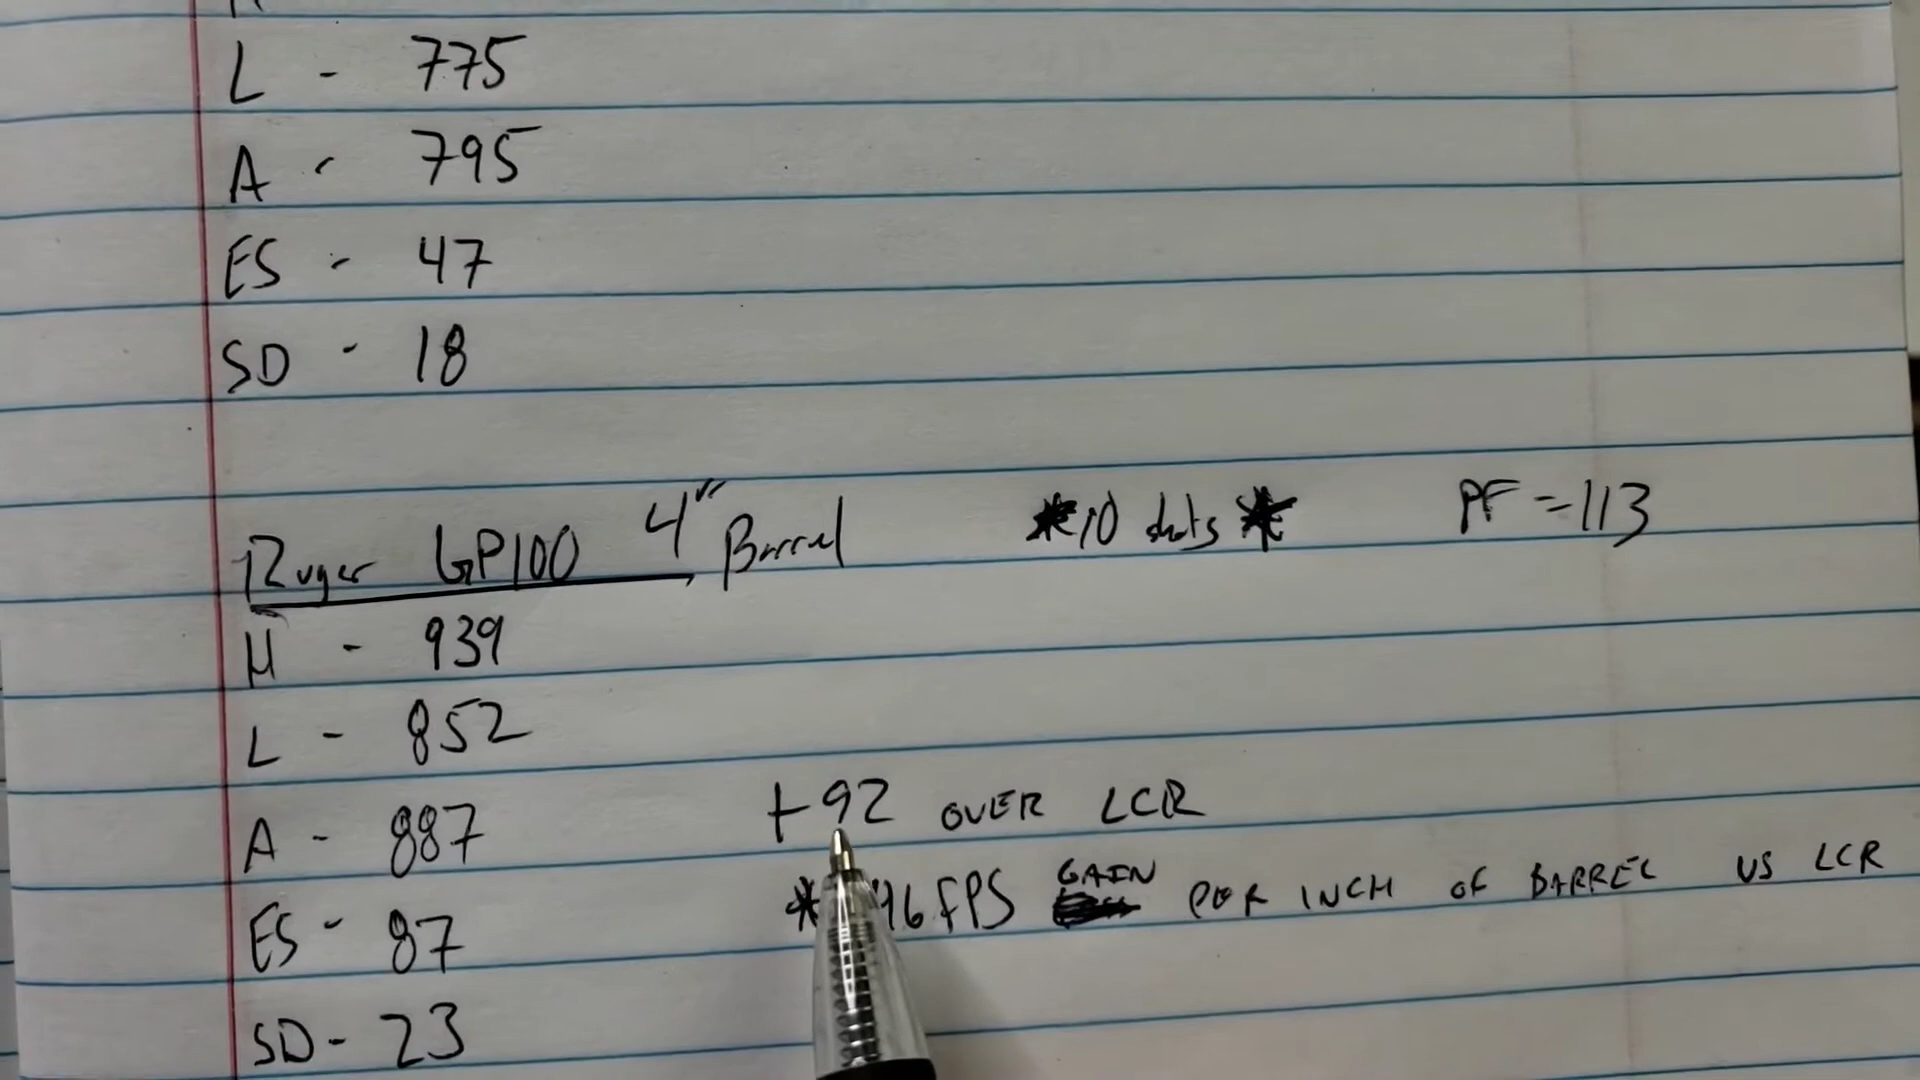 L - 775
A - 795
ES - 47
SD - 18
Ruger GP100 4" Barrel *10 shots* PF = 113
H - 939
L - 852
A - 887 +92 OVER LCR
ES - 87 * 46 FPS GAIN PER INCH OF BARREL VS LCR
SD - 23